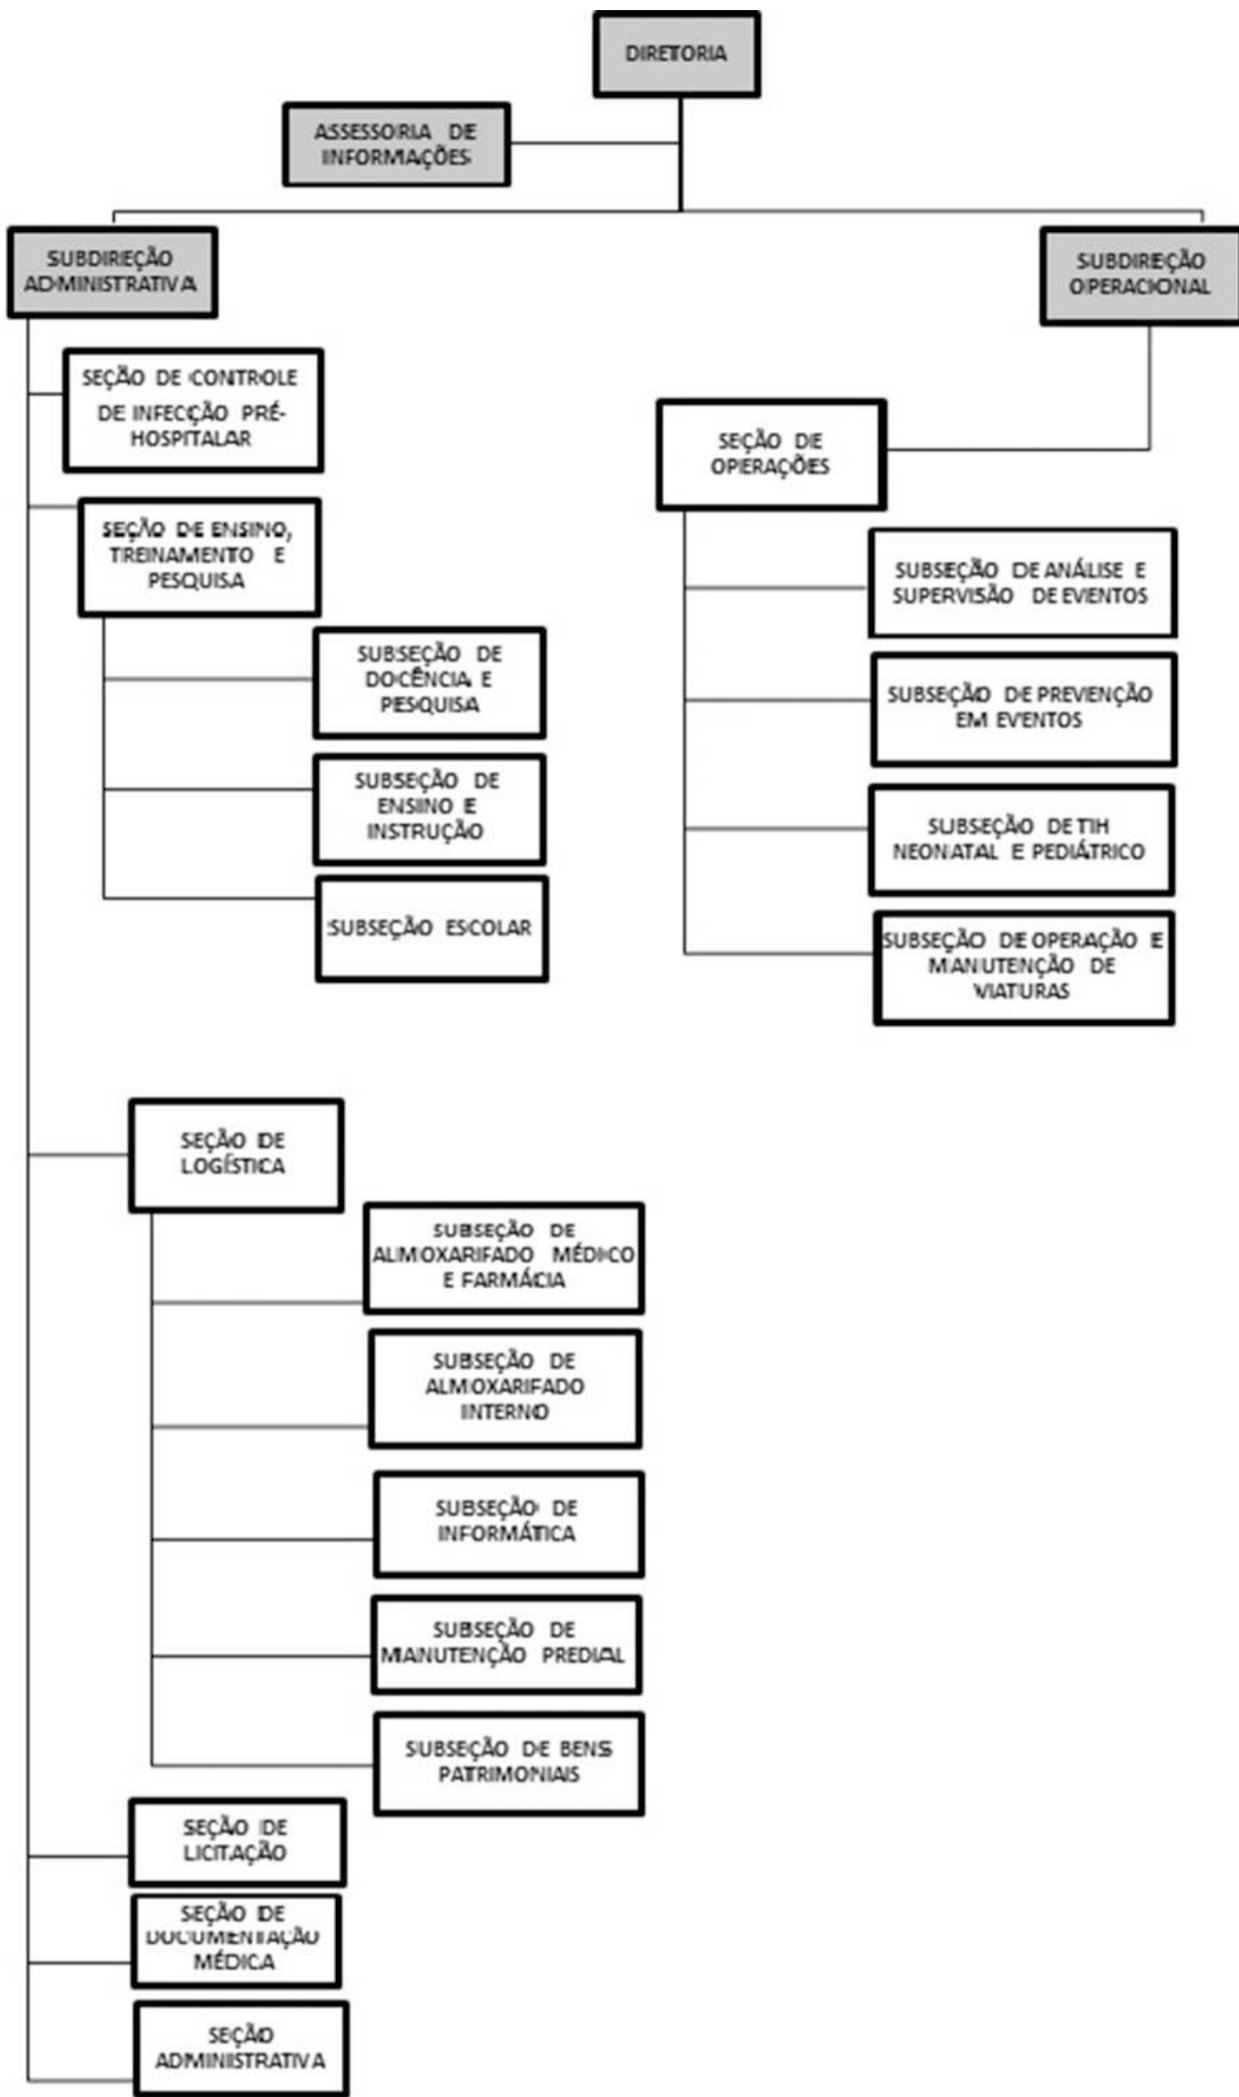 DIRETORIA
ASSESSORIA DE
INFORMAÇÕES
SUBDIREÇÃO
ADMINISTRATIVA
SUBDIREÇÃO
OPERACIONAL
SEÇÃO DE CONTROLE
DE INFECÇÃO PRÉ-
HOSPITALAR
SEÇÃO DE ENSINO,
TREINAMENTO E
PESQUISA
SUBSEÇÃO DE
DOCÊNCIA E
PESQUISA
SUBSEÇÃO DE
ENSINO E
INSTRUÇÃO
SUBSEÇÃO ESCOLAR
SEÇÃO DE
OPERAÇÕES
SUBSEÇÃO DE ANÁLISE E
SUPERVISÃO DE EVENTOS
SUBSEÇÃO DE PREVENÇÃO
EM EVENTOS
SUBSEÇÃO DE TIH
NEONATAL E PEDIÁTRICO
SUBSEÇÃO DE OPERAÇÃO E
MANUTENÇÃO DE
VIATURAS
SEÇÃO DE
LOGÍSTICA
SUBSEÇÃO DE
ALMOXARIFADO MÉDICO
E FARMÁCIA
SUBSEÇÃO DE
ALMOXARIFADO
INTERNO
SUBSEÇÃO DE
INFORMÁTICA
SUBSEÇÃO DE
MANUTENÇÃO PREDIAL
SUBSEÇÃO DE BENS
PATRIMONIAIS
SEÇÃO DE
LICITAÇÃO
SEÇÃO DE
DOCUMENTAÇÃO
MÉDICA
SEÇÃO
ADMINISTRATIVA